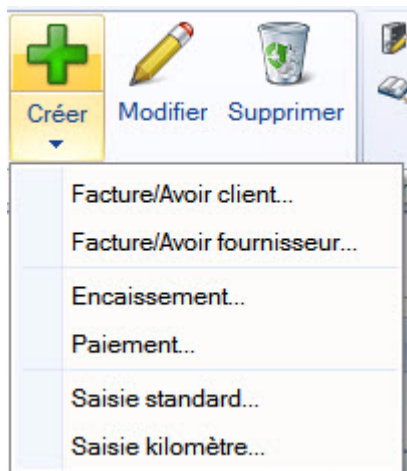 Créer Modifier Supprimer
Facture/Avoir client...
Facture/Avoir fournisseur...
Encaissement...
Paiement...
Saisie standard...
Saisie kilomètre...